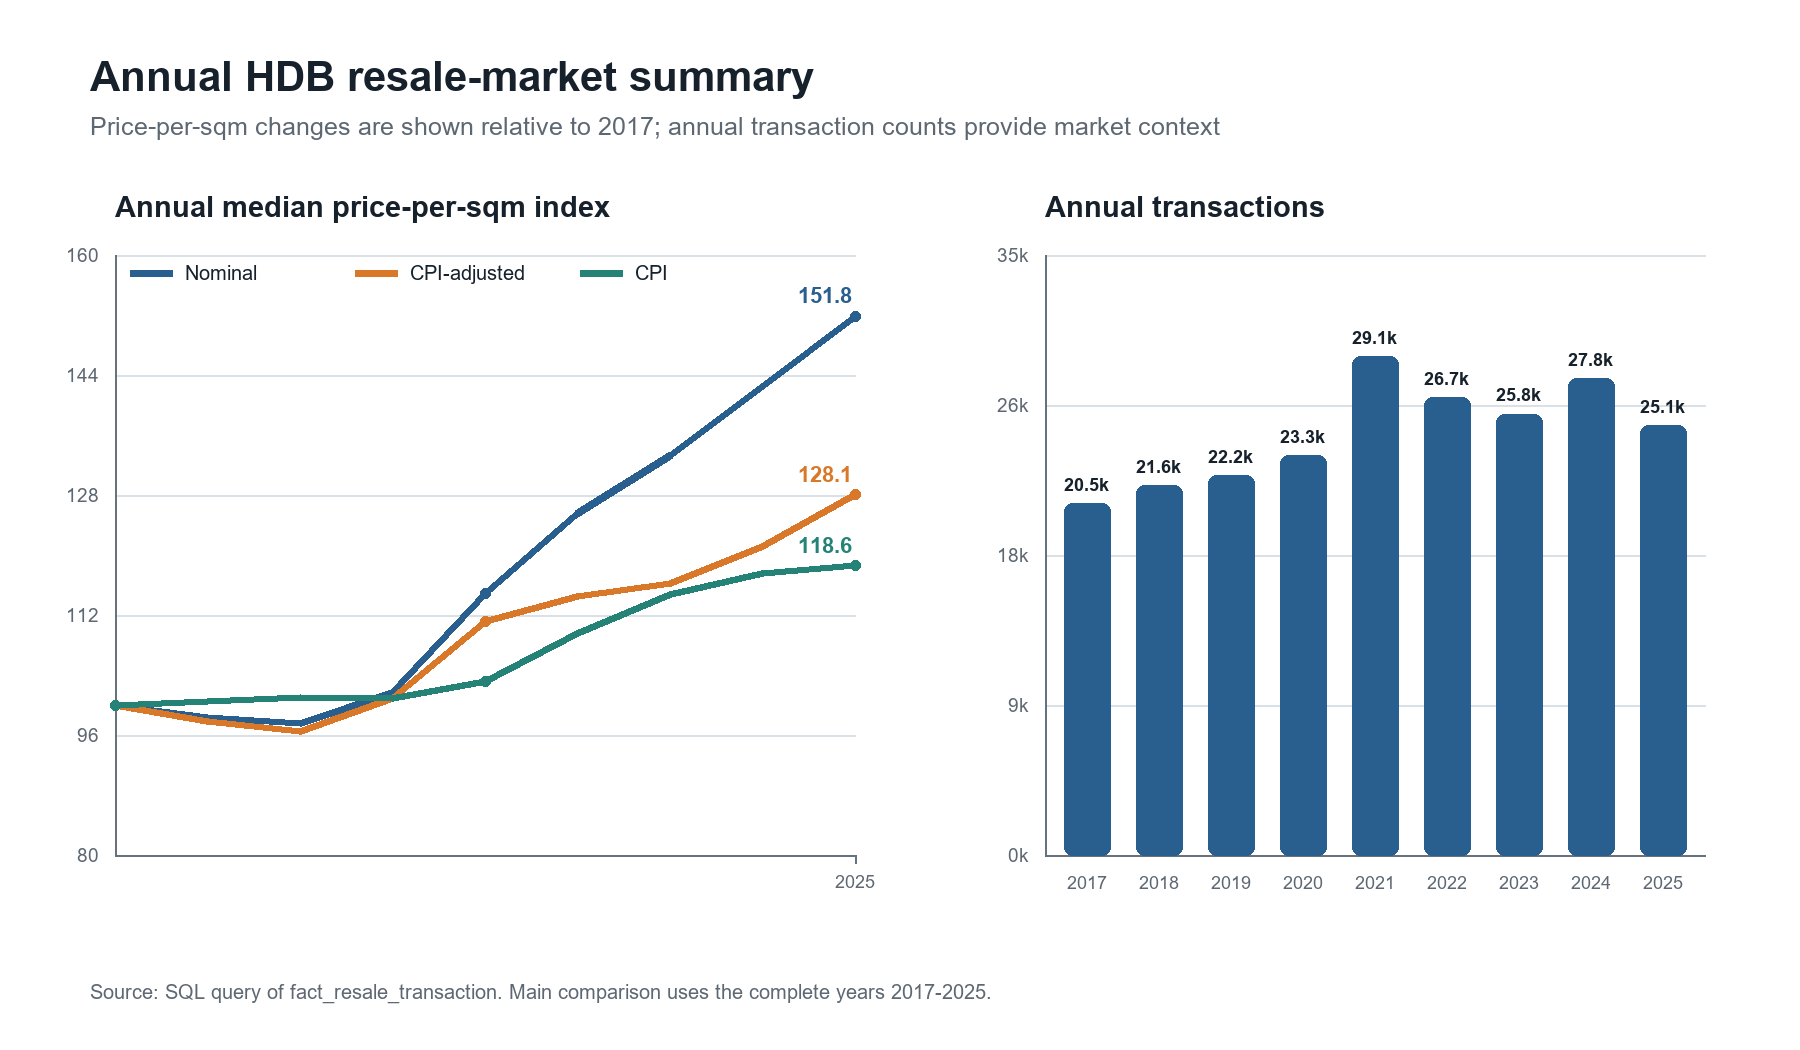 Annual HDB resale-market summary
Price-per-sqm changes are shown relative to 2017; annual transaction counts provide market context
Annual median price-per-sqm index
160
144
128
112
96
80
Nominal
CPI-adjusted
CPI
151.8
128.1
118.6
2025
Annual transactions
35k
26k
18k
9k
0k
20.5k
21.6k
22.2k
23.3k
29.1k
26.7k
25.8k
27.8k
25.1k
2017 2018 2019 2020 2021 2022 2023 2024 2025
Source: SQL query of fact_resale_transaction. Main comparison uses the complete years 2017-2025.